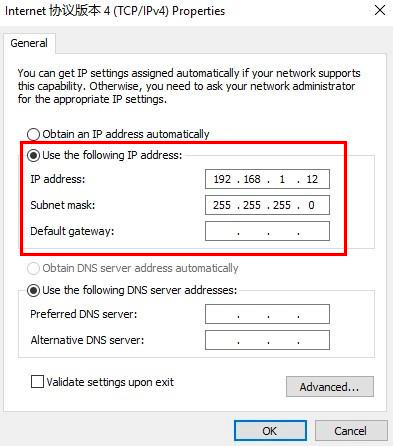 Internet 协议版本 4 (TCP/IPv4) Properties
General
You can get IP settings assigned automatically if your network supports
this capability. Otherwise, you need to ask your network administrator
for the appropriate IP settings.
Obtain an IP address automatically
Use the following IP address:
IP address: 192 . 168 . 1 . 12
Subnet mask: 255 . 255 . 255 . 0
Default gateway: . . .
Obtain DNS server address automatically
Use the following DNS server addresses:
Preferred DNS server: . . .
Alternative DNS server: . . .
Validate settings upon exit
Advanced...
OK Cancel